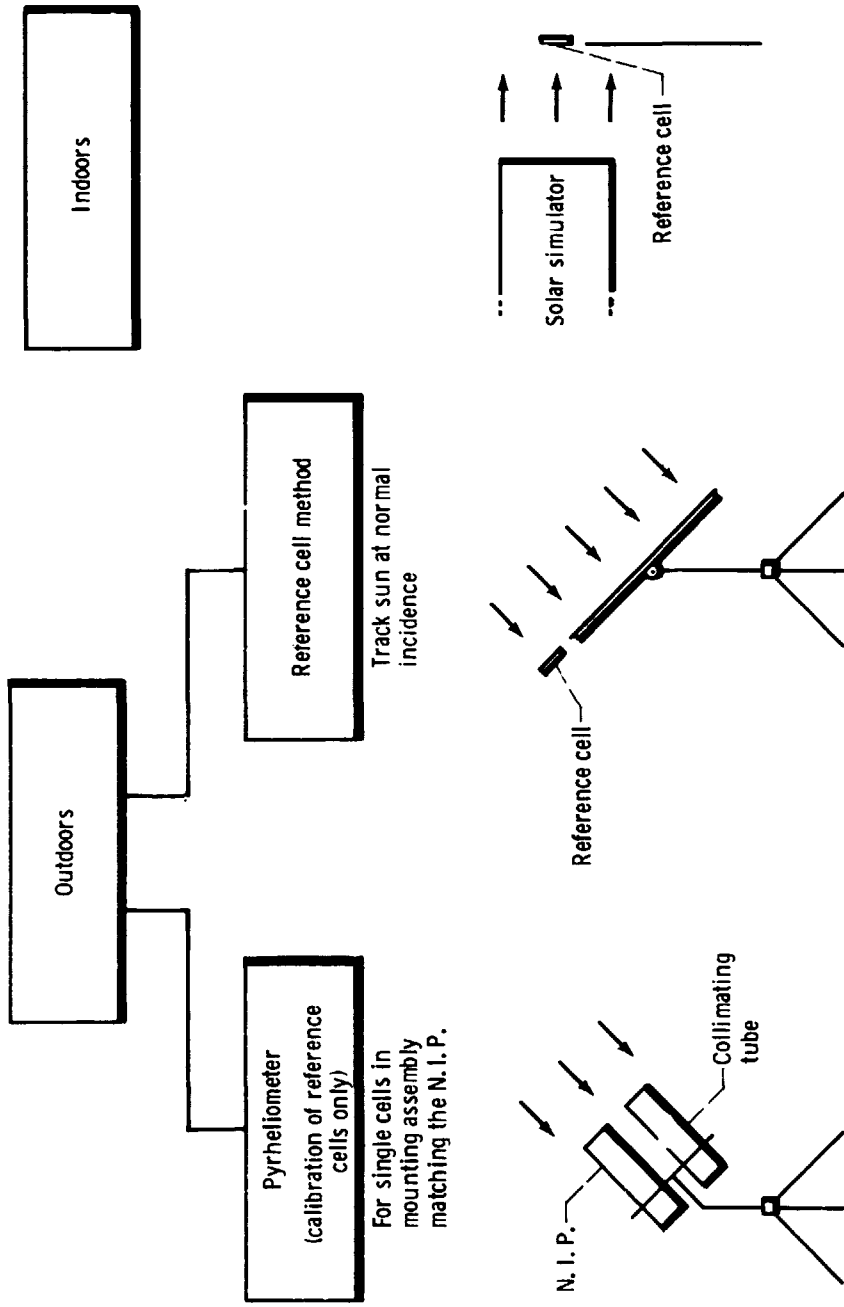 Outdoors
Indoors
Pyrheliometer
(calibration of reference
cells only)
For single cells in
mounting assembly
matching the N. I. P.
Reference cell method
Track sun at normal
incidence
N. I. P.
Collimating
tube
Reference cell
Solar simulator
Reference cell